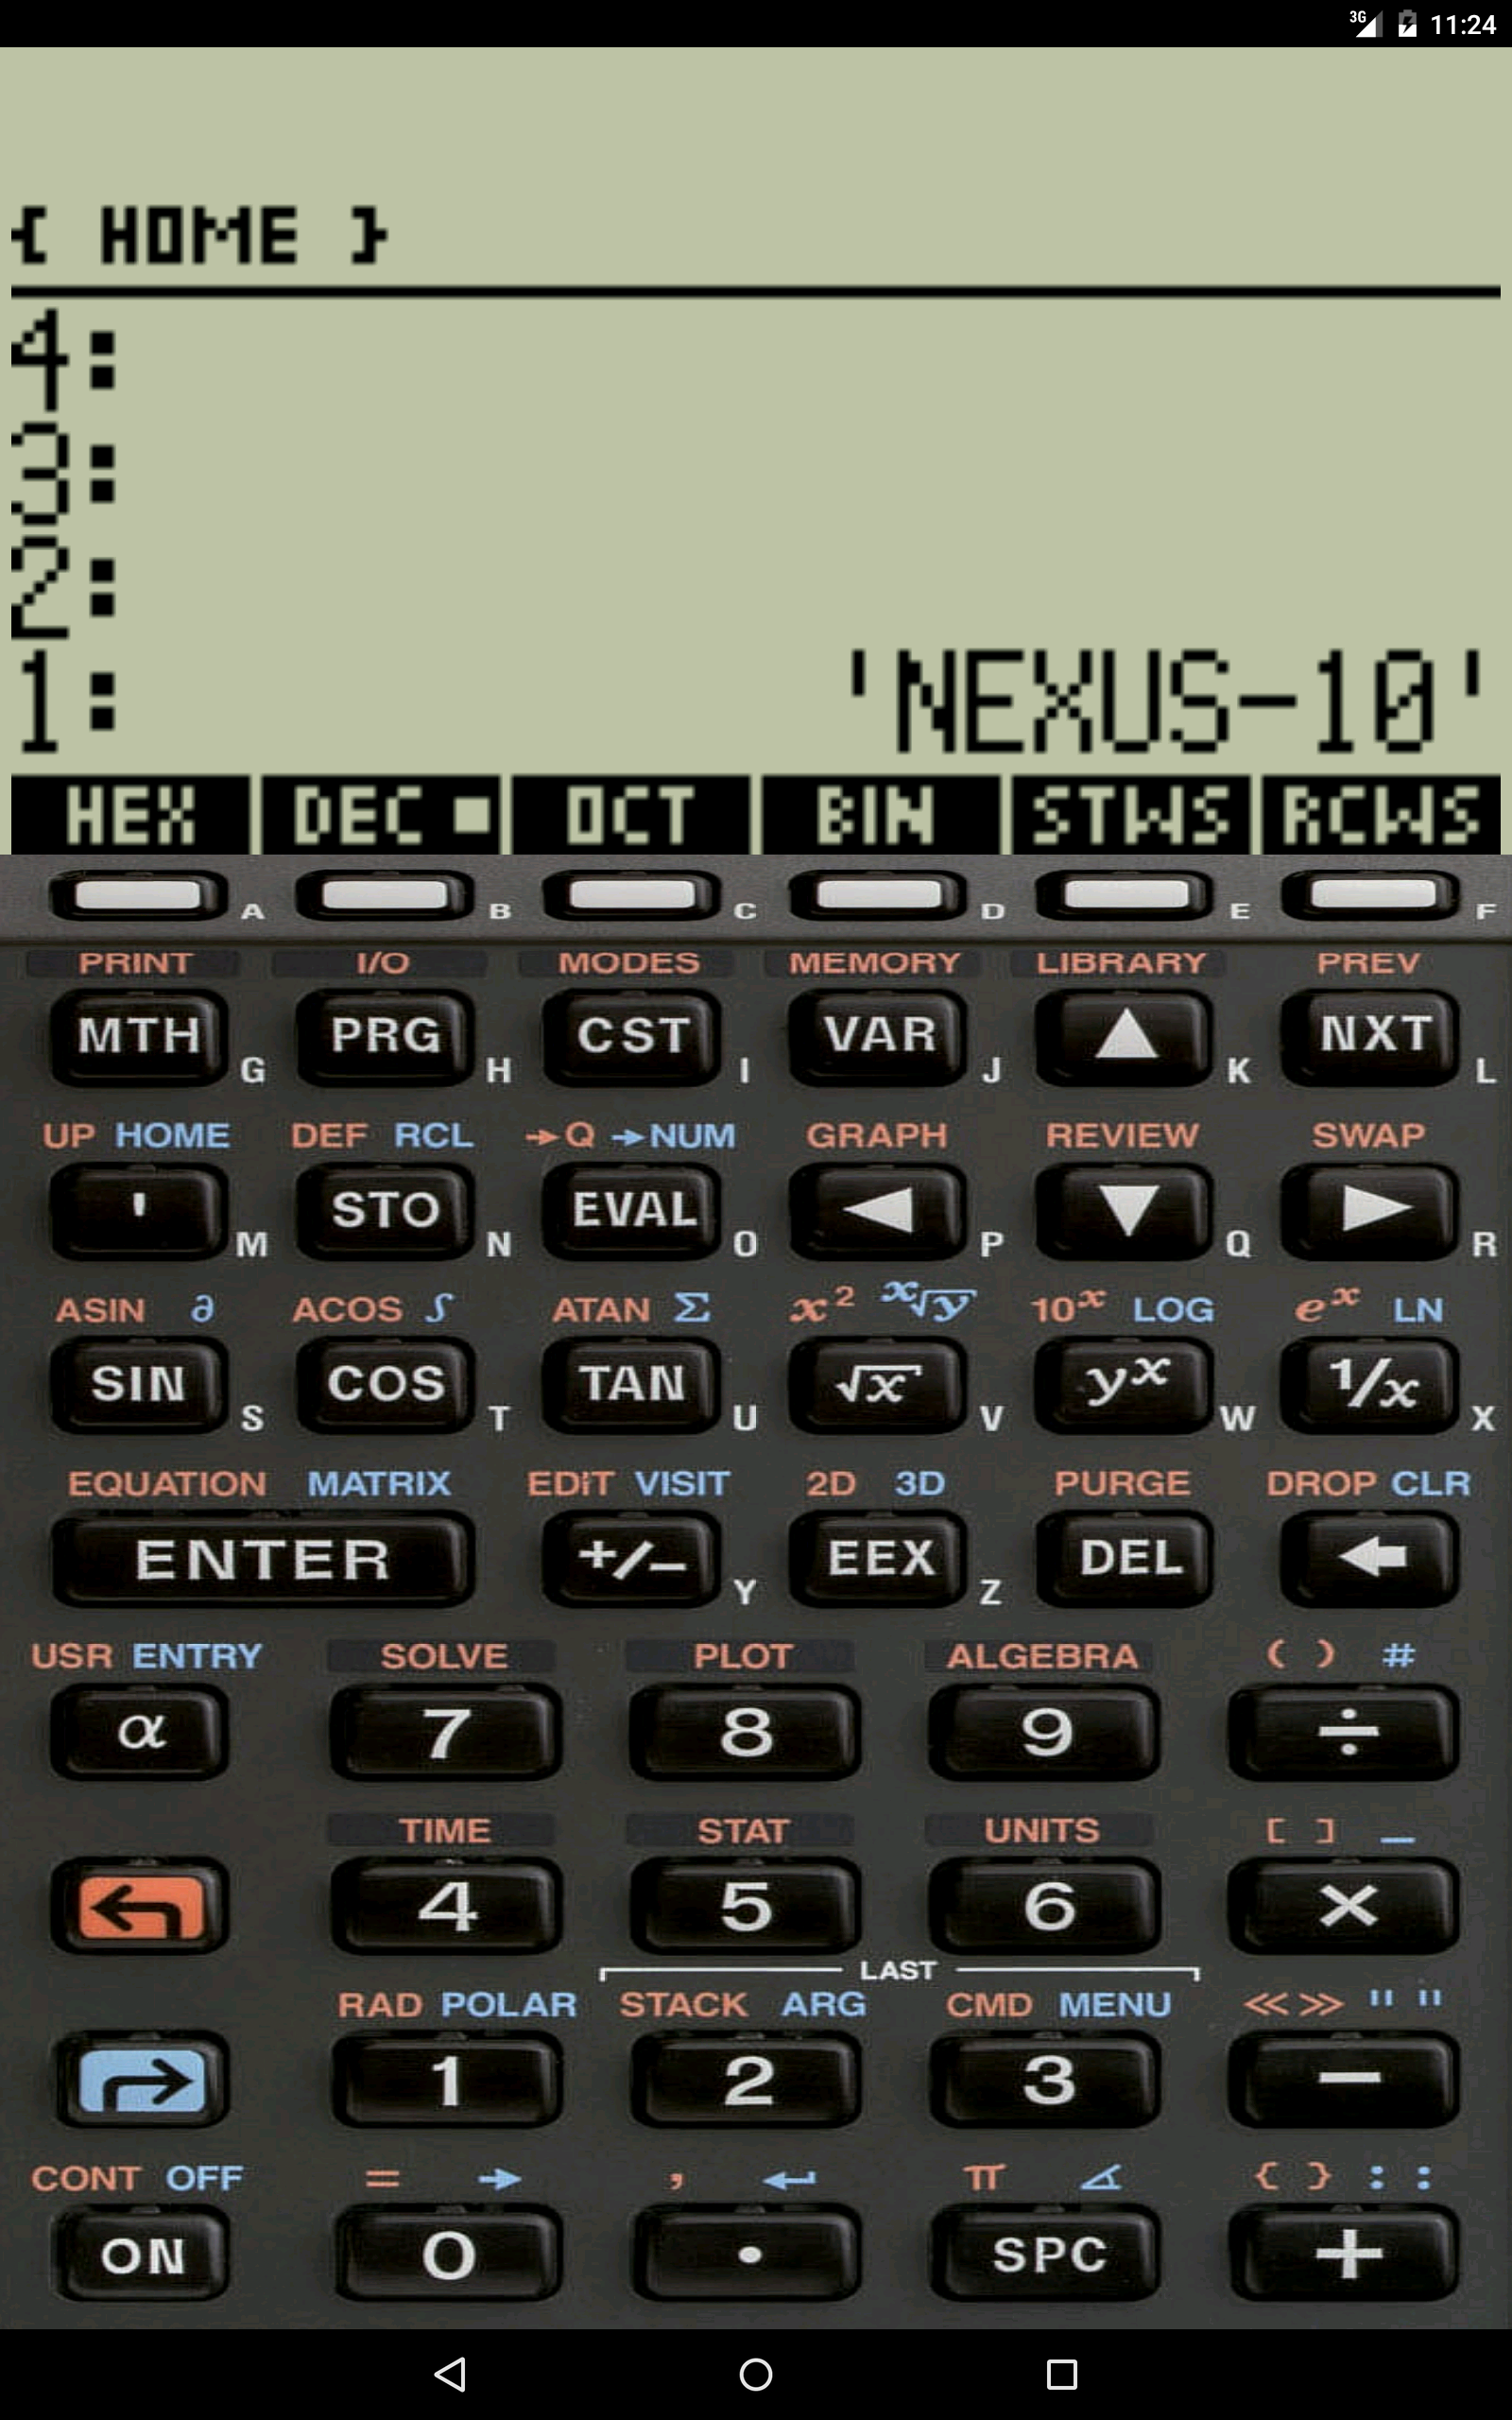 3G 11:24
{ HOME }
4:
3:
2:
1: 'NEXUS-10'
HEX DEC ■ OCT BIN STWS RCWS
A B C D E F
PRINT I/O MODES MEMORY LIBRARY PREV
MTH G PRG H CST I VAR J ▲ K NXT L
UP HOME DEF RCL →Q →NUM GRAPH REVIEW SWAP
' M STO N EVAL O ◀ P ▼ Q ▶ R
ASIN ∂ ACOS ∫ ATAN Σ x² ˣ√y 10ˣ LOG eˣ LN
SIN S COS T TAN U √x V yˣ W 1/x X
EQUATION MATRIX EDIT VISIT 2D 3D PURGE DROP CLR
ENTER +/− Y EEX Z DEL ⬅
USR ENTRY SOLVE PLOT ALGEBRA ( ) #
α 7 8 9 ÷
TIME STAT UNITS [ ] _
4 5 6 ×
LAST
RAD POLAR STACK ARG CMD MENU ≪≫ " "
1 2 3 −
CONT OFF = → , ↵ π ∡ { } : :
ON 0 . SPC +